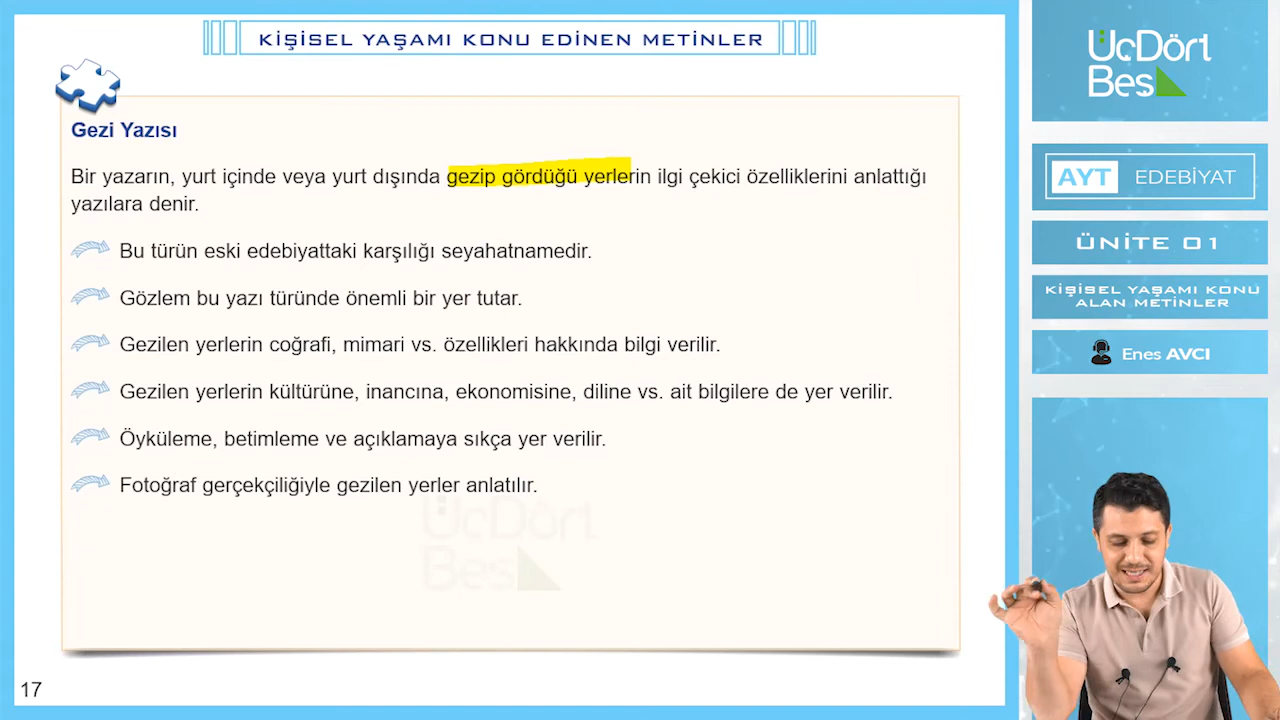 KİŞİSEL YAŞAMI KONU EDİNEN METİNLER
Gezi Yazısı
Bir yazarın, yurt içinde veya yurt dışında gezip gördüğü yerlerin ilgi çekici özelliklerini anlattığı
yazılara denir.
Bu türün eski edebiyattaki karşılığı seyahatnamedir.
Gözlem bu yazı türünde önemli bir yer tutar.
Gezilen yerlerin coğrafi, mimari vs. özellikleri hakkında bilgi verilir.
Gezilen yerlerin kültürüne, inancına, ekonomisine, diline vs. ait bilgilere de yer verilir.
Öyküleme, betimleme ve açıklamaya sıkça yer verilir.
Fotoğraf gerçekçiliğiyle gezilen yerler anlatılır.
ÜçDört
Beş
17
ÜçDört
Beş
AYT EDEBİYAT
ÜNİTE 01
KİŞİSEL YAŞAMI KONU
ALAN METİNLER
Enes AVCI